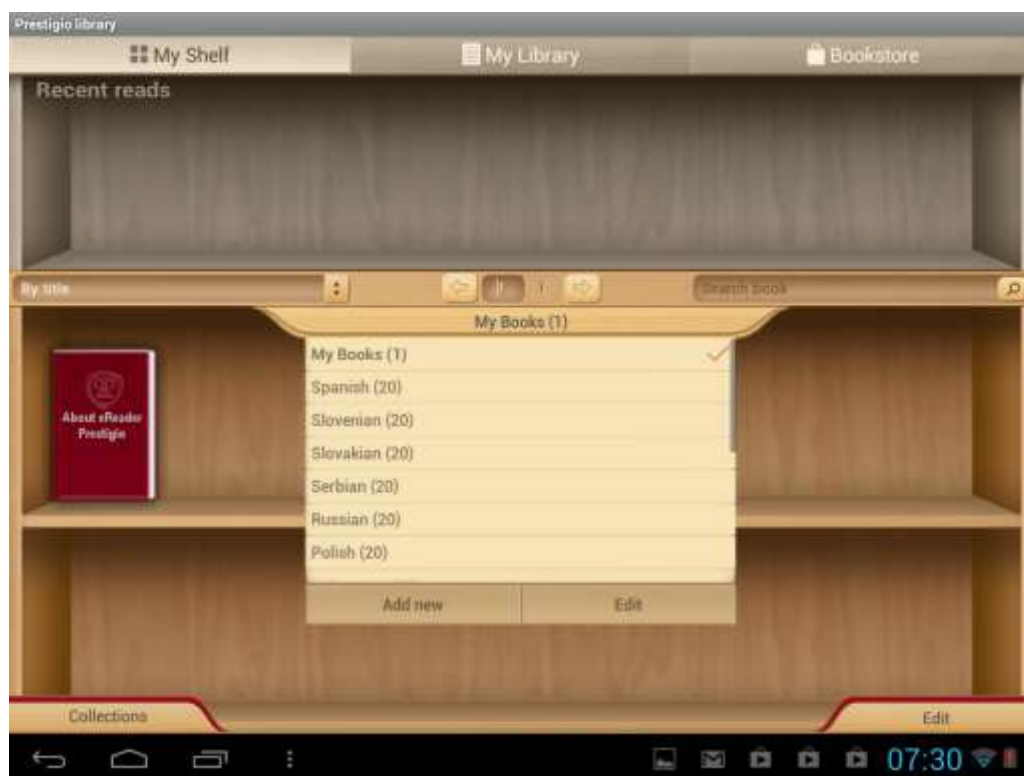 Prestigio library
My Shelf
My Library
Bookstore
Recent reads
By title
1
Search book
My Books (1)
My Books (1)
Spanish (20)
Slovenian (20)
Slovakian (20)
Serbian (20)
Russian (20)
Polish (20)
About eReader
Prestigio
Add new
Edit
Collections
Edit
07:30